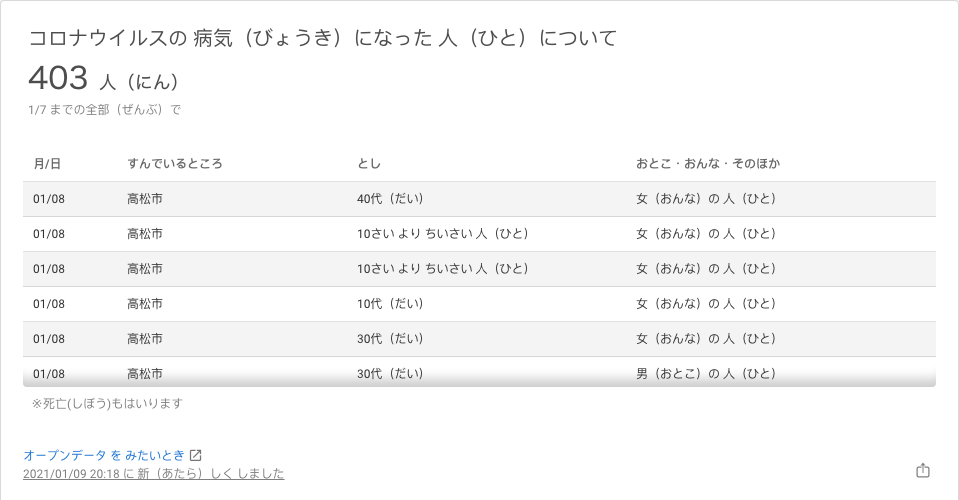 コロナウイルスの 病気（びょうき）になった 人（ひと）について
403 人（にん）
1/7 までの全部（ぜんぶ）で
月/日 すんでいるところ とし おとこ・おんな・そのほか
01/08 高松市 40代（だい） 女（おんな）の 人（ひと）
01/08 高松市 10さい より ちいさい 人（ひと） 女（おんな）の 人（ひと）
01/08 高松市 10さい より ちいさい 人（ひと） 女（おんな）の 人（ひと）
01/08 高松市 10代（だい） 女（おんな）の 人（ひと）
01/08 高松市 30代（だい） 女（おんな）の 人（ひと）
01/08 高松市 30代（だい） 男（おとこ）の 人（ひと）
※死亡(しぼう)もはいります
オープンデータ を みたいとき
2021/01/09 20:18 に 新（あたら）しく しました